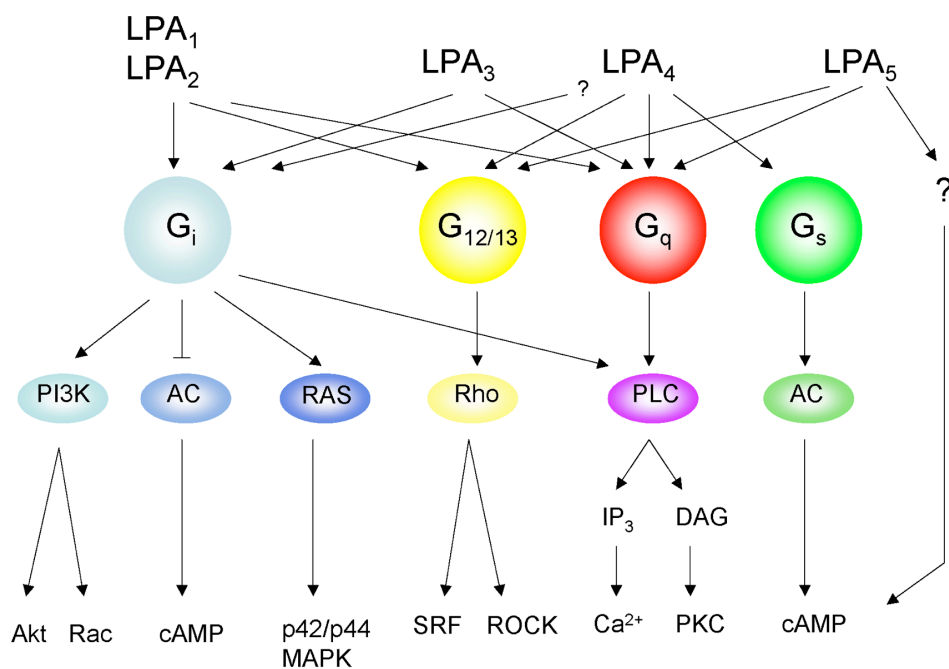 LPA₁
LPA₂
LPA₃
LPA₄
LPA₅
?
?
Gᵢ
G₁₂/₁₃
G_q
Gₛ
PI3K
AC
RAS
Rho
PLC
AC
IP₃
DAG
Akt
Rac
cAMP
p42/p44
MAPK
SRF
ROCK
Ca²⁺
PKC
cAMP